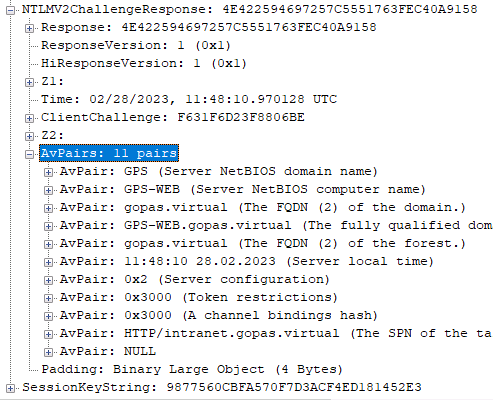 NTLMV2ChallengeResponse: 4E422594697257C5551763FEC40A9158
Response: 4E422594697257C5551763FEC40A9158
ResponseVersion: 1 (0x1)
HiResponseVersion: 1 (0x1)
Z1:
Time: 02/28/2023, 11:48:10.970128 UTC
ClientChallenge: F631F6D23F8806BE
Z2:
AvPairs: 11 pairs
AvPair: GPS (Server NetBIOS domain name)
AvPair: GPS-WEB (Server NetBIOS computer name)
AvPair: gopas.virtual (The FQDN (2) of the domain.)
AvPair: GPS-WEB.gopas.virtual (The fully qualified dom
AvPair: gopas.virtual (The FQDN (2) of the forest.)
AvPair: 11:48:10 28.02.2023 (Server local time)
AvPair: 0x2 (Server configuration)
AvPair: 0x3000 (Token restrictions)
AvPair: 0x3000 (A channel bindings hash)
AvPair: HTTP/intranet.gopas.virtual (The SPN of the ta
AvPair: NULL
Padding: Binary Large Object (4 Bytes)
SessionKeyString: 9877560CBFA570F7D3ACF4ED181452E3